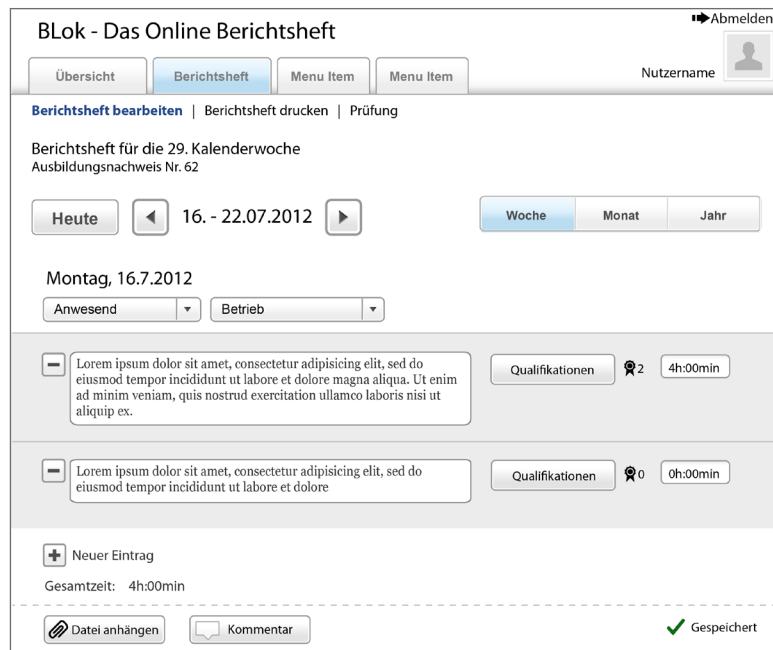 Abmelden
BLok - Das Online Berichtsheft
Nutzername
Übersicht
Berichtsheft
Menu Item
Menu Item
Berichtsheft bearbeiten | Berichtsheft drucken | Prüfung
Berichtsheft für die 29. Kalenderwoche
Ausbildungsnachweis Nr. 62
Heute
16. - 22.07.2012
Woche
Monat
Jahr
Montag, 16.7.2012
Anwesend
Betrieb
Lorem ipsum dolor sit amet, consectetur adipisicing elit, sed do
eiusmod tempor incididunt ut labore et dolore magna aliqua. Ut enim
ad minim veniam, quis nostrud exercitation ullamco laboris nisi ut
aliquip ex.
Qualifikationen
2
4h:00min
Lorem ipsum dolor sit amet, consectetur adipisicing elit, sed do
eiusmod tempor incididunt ut labore et dolore
Qualifikationen
0
0h:00min
Neuer Eintrag
Gesamtzeit: 4h:00min
Datei anhängen
Kommentar
Gespeichert